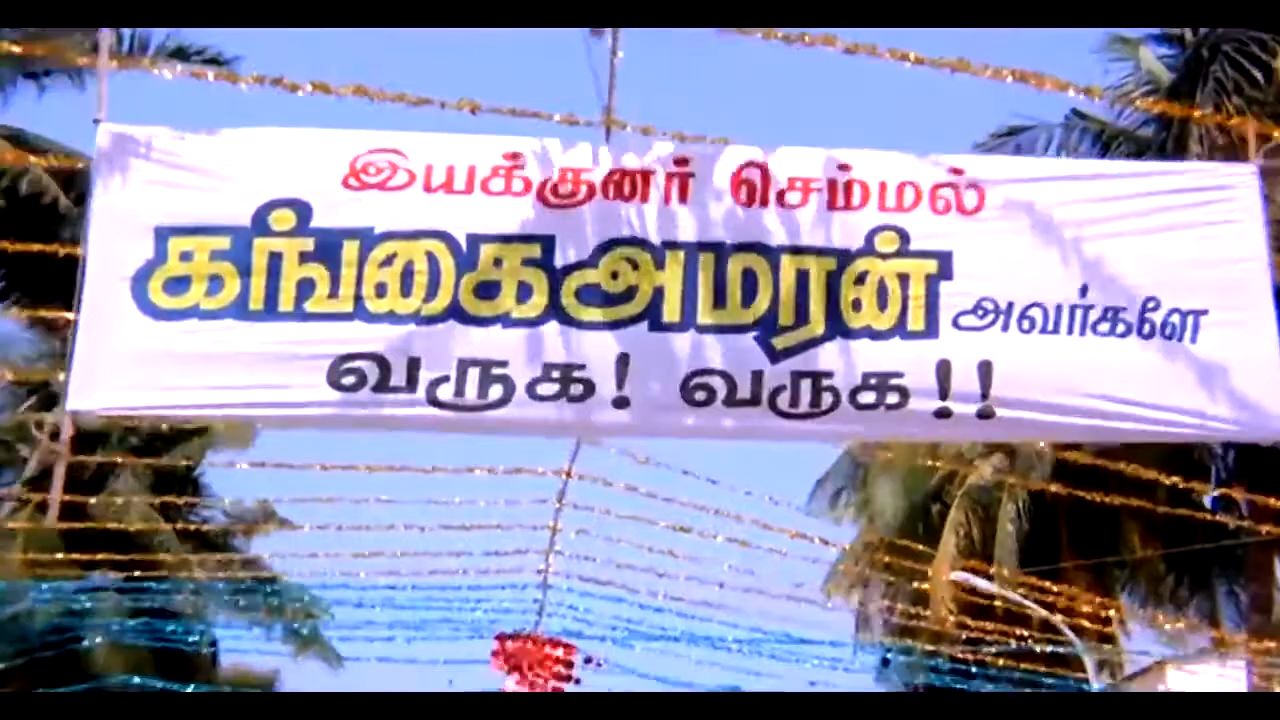 இயக்குனர் செம்மல்
கங்கைஅமரன் அவர்களே
வருக! வருக!!